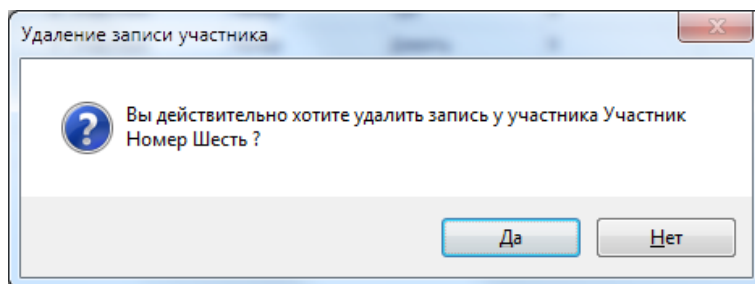 Удаление записи участника
Вы действительно хотите удалить запись у участника Участник
Номер Шесть ?
Да
Нет